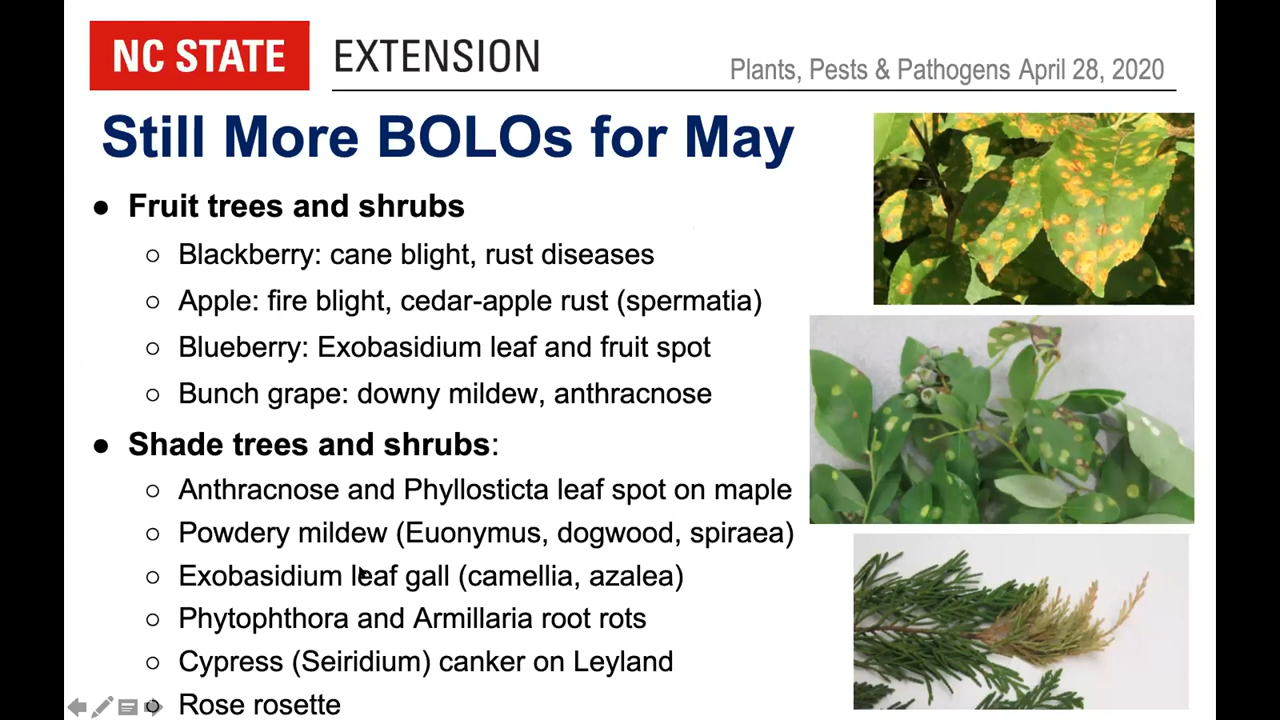 NC STATE EXTENSION
Plants, Pests & Pathogens April 28, 2020
Still More BOLOs for May
● Fruit trees and shrubs
○ Blackberry: cane blight, rust diseases
○ Apple: fire blight, cedar-apple rust (spermatia)
○ Blueberry: Exobasidium leaf and fruit spot
○ Bunch grape: downy mildew, anthracnose
● Shade trees and shrubs:
○ Anthracnose and Phyllosticta leaf spot on maple
○ Powdery mildew (Euonymus, dogwood, spiraea)
○ Exobasidium leaf gall (camellia, azalea)
○ Phytophthora and Armillaria root rots
○ Cypress (Seiridium) canker on Leyland
○ Rose rosette